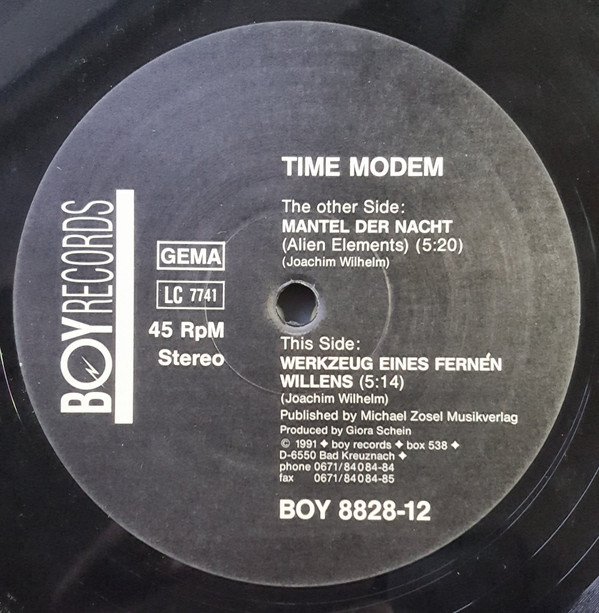 BOY RECORDS
GEMA
LC 7741
45 RpM
Stereo
TIME MODEM
The other Side:
MANTEL DER NACHT
(Alien Elements) (5:20)
(Joachim Wilhelm)
This Side:
WERKZEUG EINES FERNEŃ
WILLENS (5:14)
(Joachim Wilhelm)
Published by Michael Zosel Musikverlag
Produced by Giora Schein
© 1991 ✦ boy records ✦ box 538 ✦
D-6550 Bad Kreuznach ✦
phone 0671/84084-84
fax 0671/84084-85
BOY 8828-12